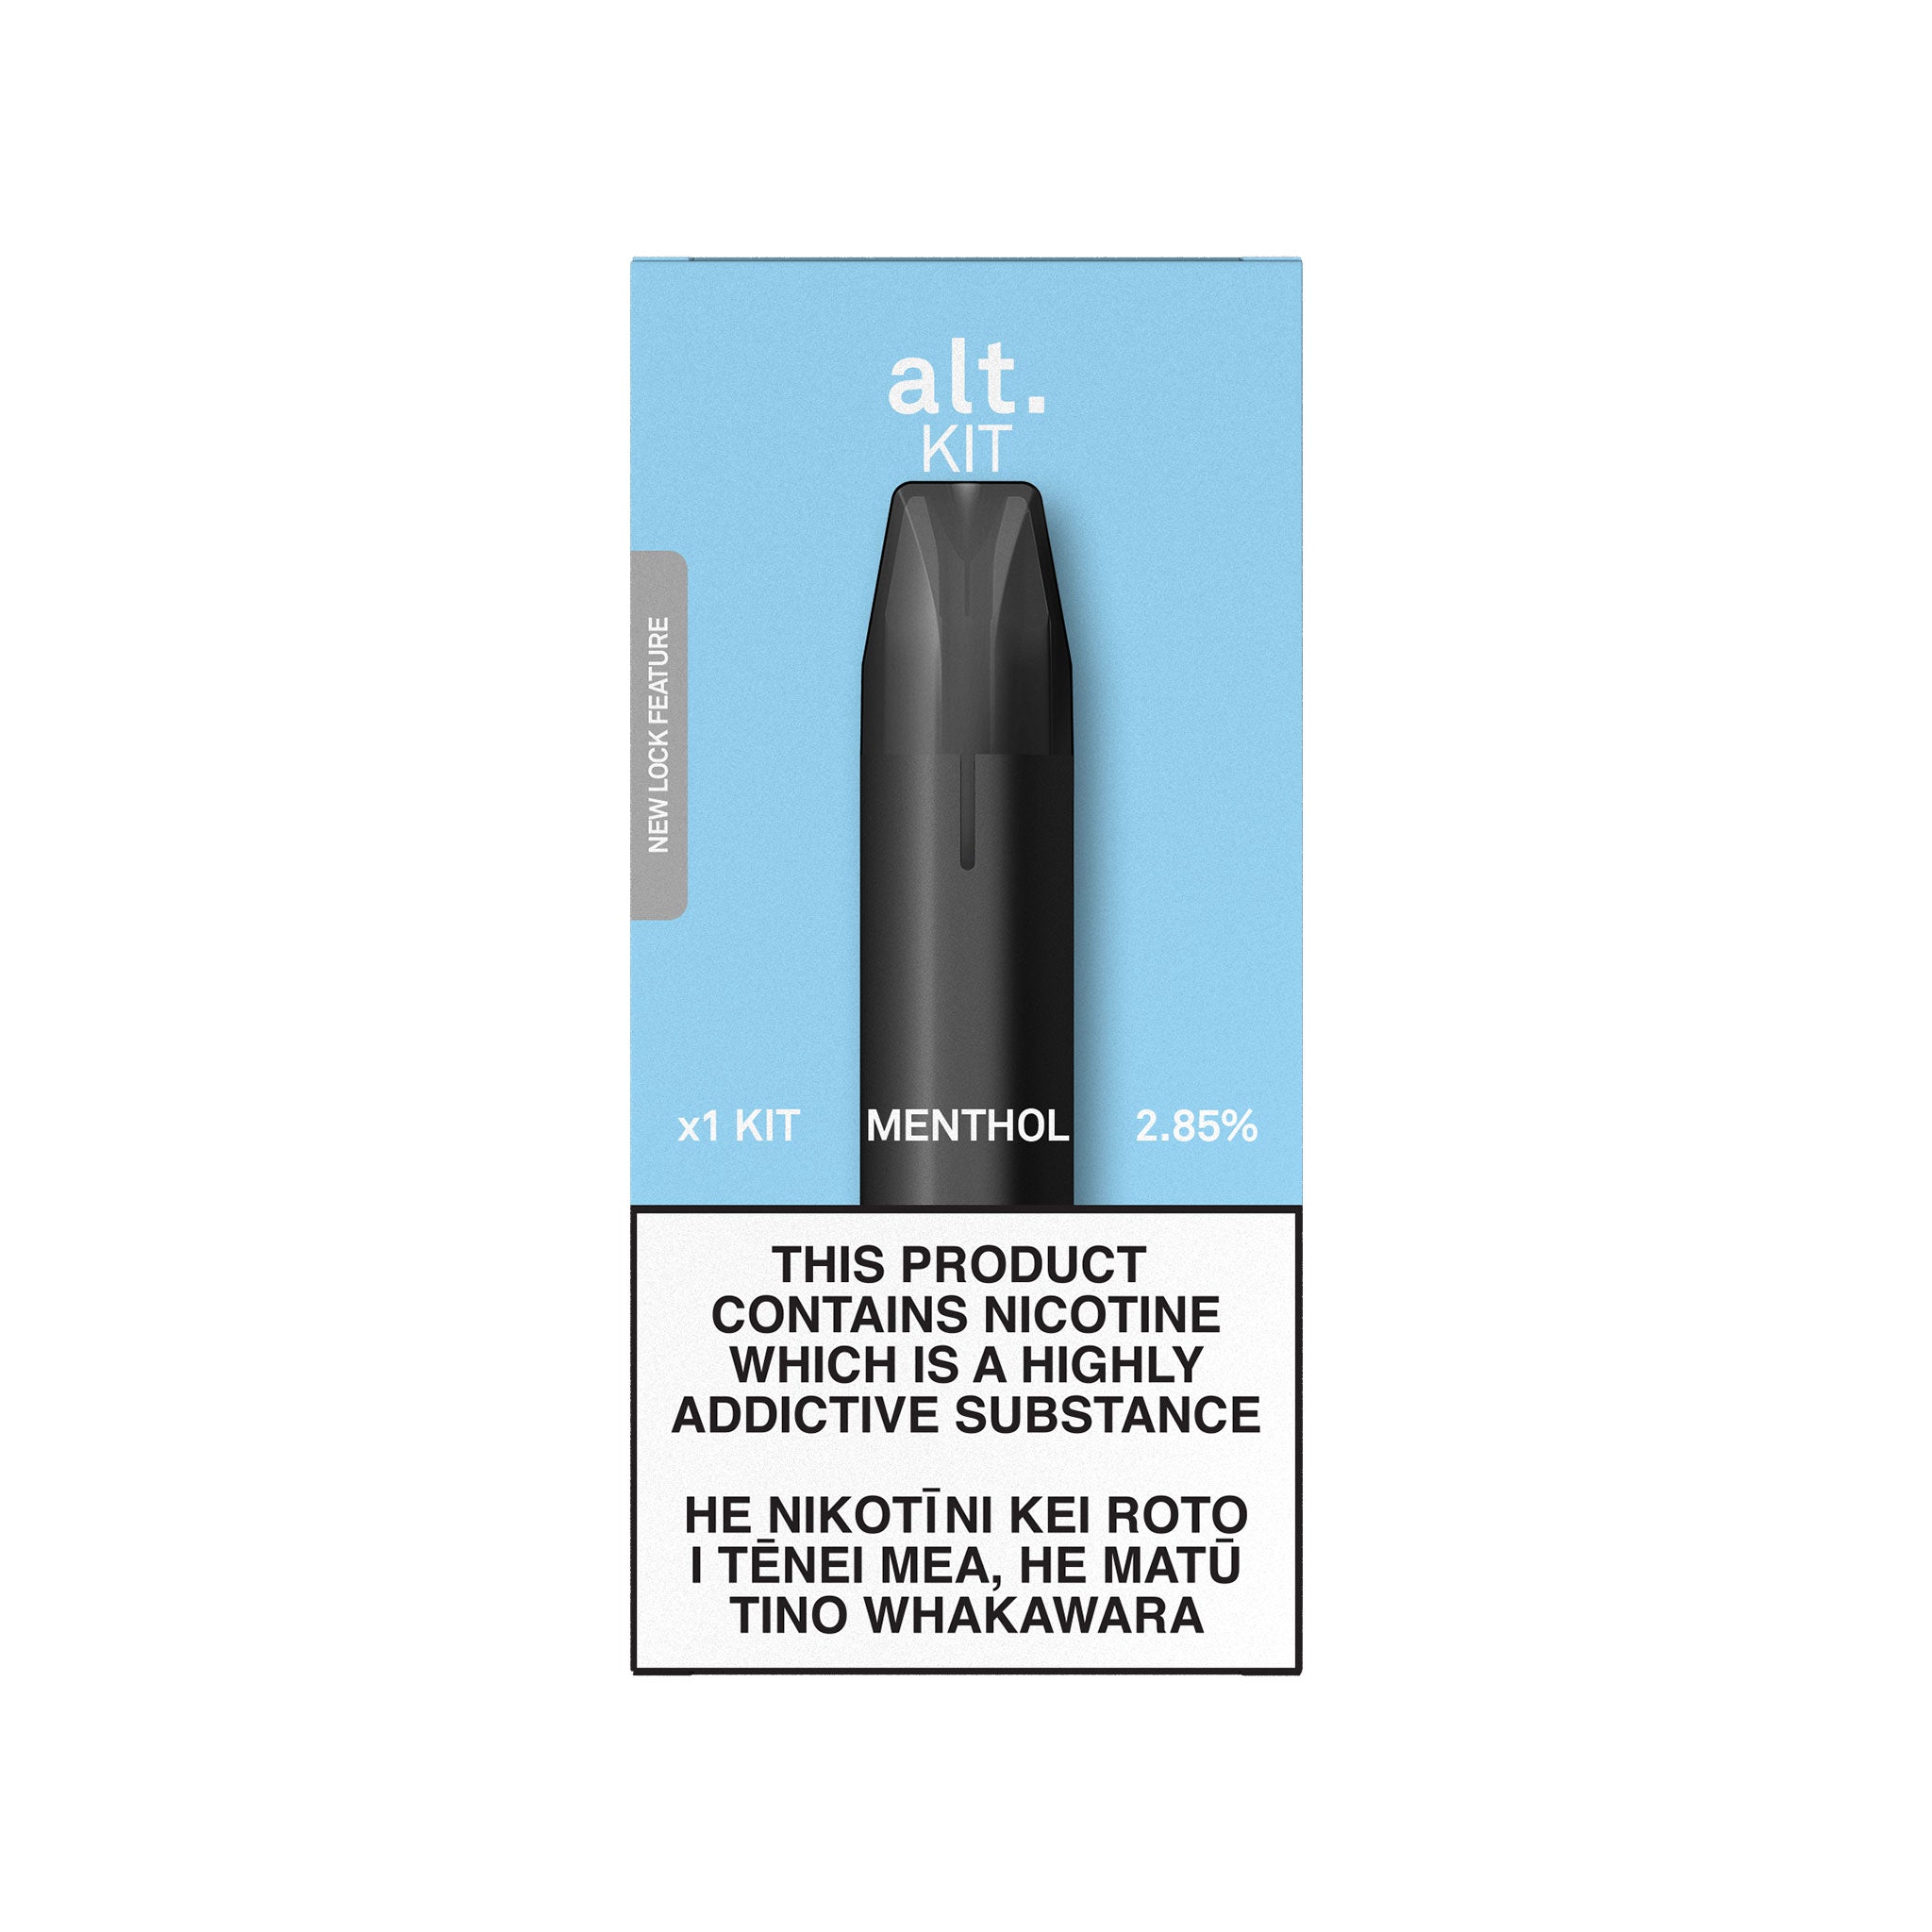 alt.
KIT
NEW LOCK FEATURE
x1 KIT MENTHOL 2.85%
THIS PRODUCT
CONTAINS NICOTINE
WHICH IS A HIGHLY
ADDICTIVE SUBSTANCE
HE NIKOTĪNI KEI ROTO
I TĒNEI MEA, HE MATŪ
TINO WHAKAWARA